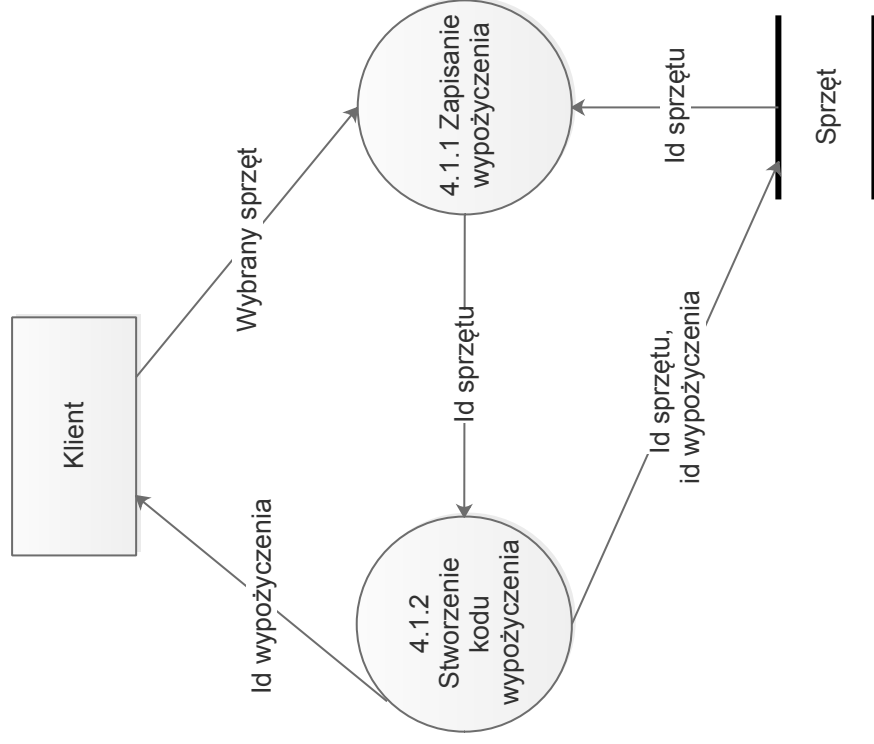 Klient
Id wypożyczenia
Wybrany sprzęt
4.1.2
Stworzenie
kodu
wypożyczenia
Id sprzętu
4.1.1 Zapisanie
wypożyczenia
Id sprzętu,
id wypożyczenia
Id sprzętu
Sprzęt